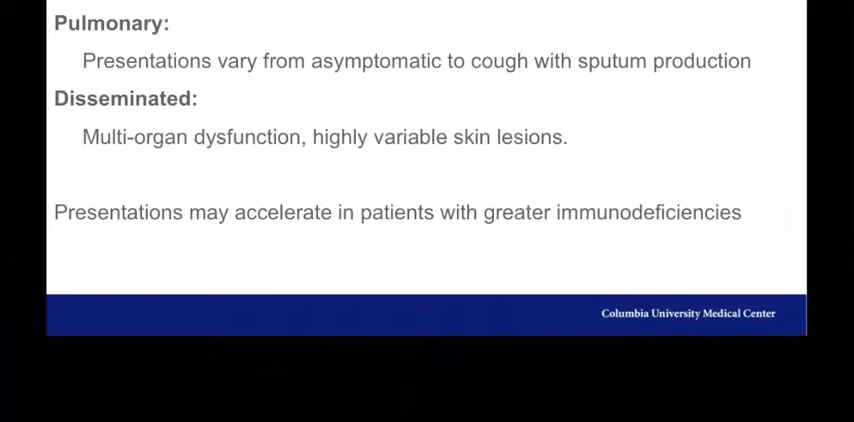 Pulmonary:
Presentations vary from asymptomatic to cough with sputum production
Disseminated:
Multi-organ dysfunction, highly variable skin lesions.
Presentations may accelerate in patients with greater immunodeficiencies
Columbia University Medical Center